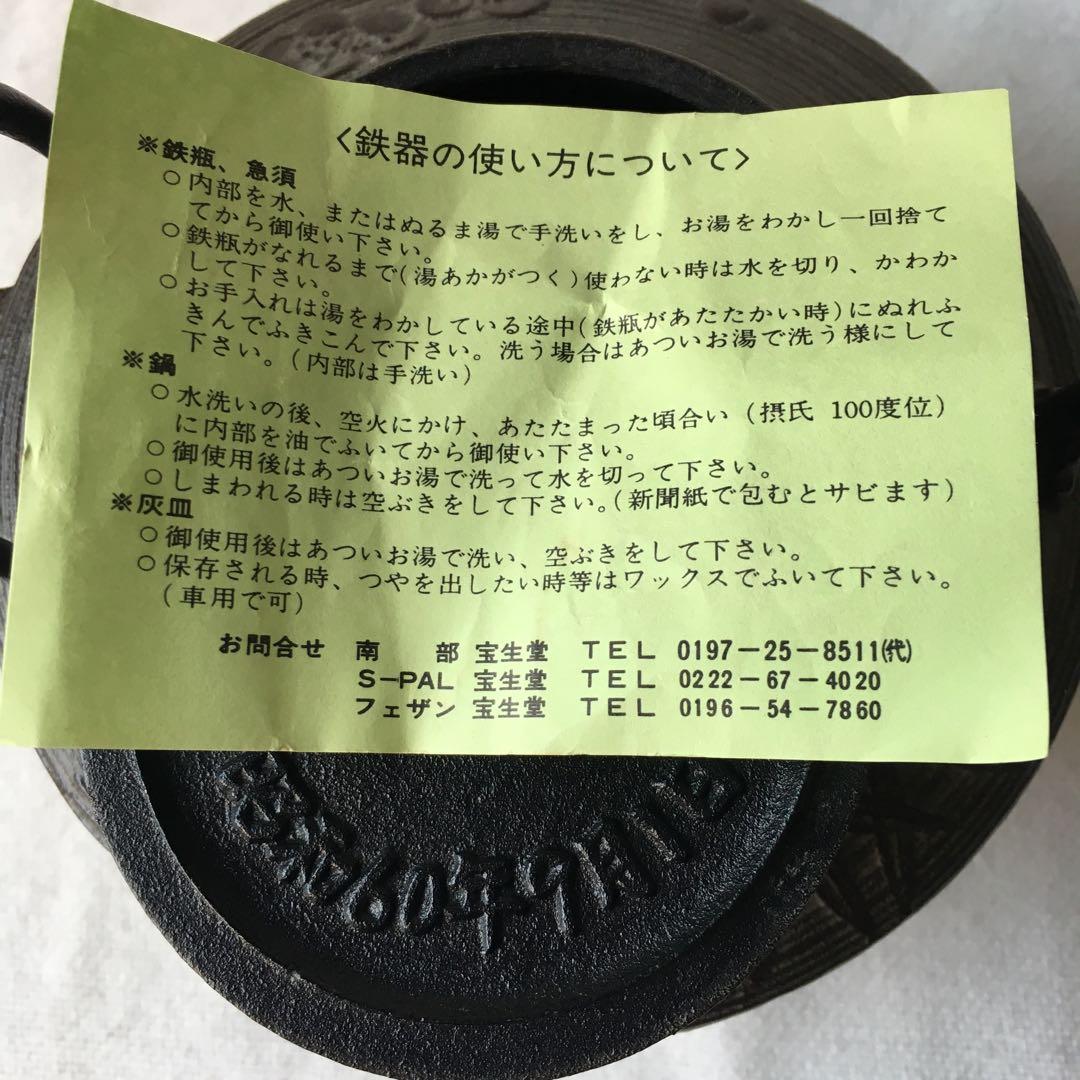 〈鉄器の使い方について〉
※鉄瓶、急須
○内部を水、またはぬるま湯で手洗いをし、お湯をわかし一回捨て
てから御使い下さい。
○鉄瓶がなれるまで(湯あかがつく)使わない時は水を切り、かわか
して下さい。
○お手入れは湯をわかしている途中(鉄瓶があたたかい時)にぬれふ
きんでふきこんで下さい。洗う場合はあついお湯で洗う様にして
下さい。(内部は手洗い)
※鍋
○水洗いの後、空火にかけ、あたたまった頃合い(摂氏 100度位)
に内部を油でふいてから御使い下さい。
○御使用後はあついお湯で洗って水を切って下さい。
○しまわれる時は空ぶきをして下さい。(新聞紙で包むとサビます)
※灰皿
○御使用後はあついお湯で洗い、空ぶきをして下さい。
○保存される時、つやを出したい時等はワックスでふいて下さい。
(車用で可)
お問合せ 南 部 宝生堂 TEL 0197-25-8511㈹
S-PAL 宝生堂 TEL 0222-67-4020
フェザン 宝生堂 TEL 0196-54-7860
昭和60年9月1日